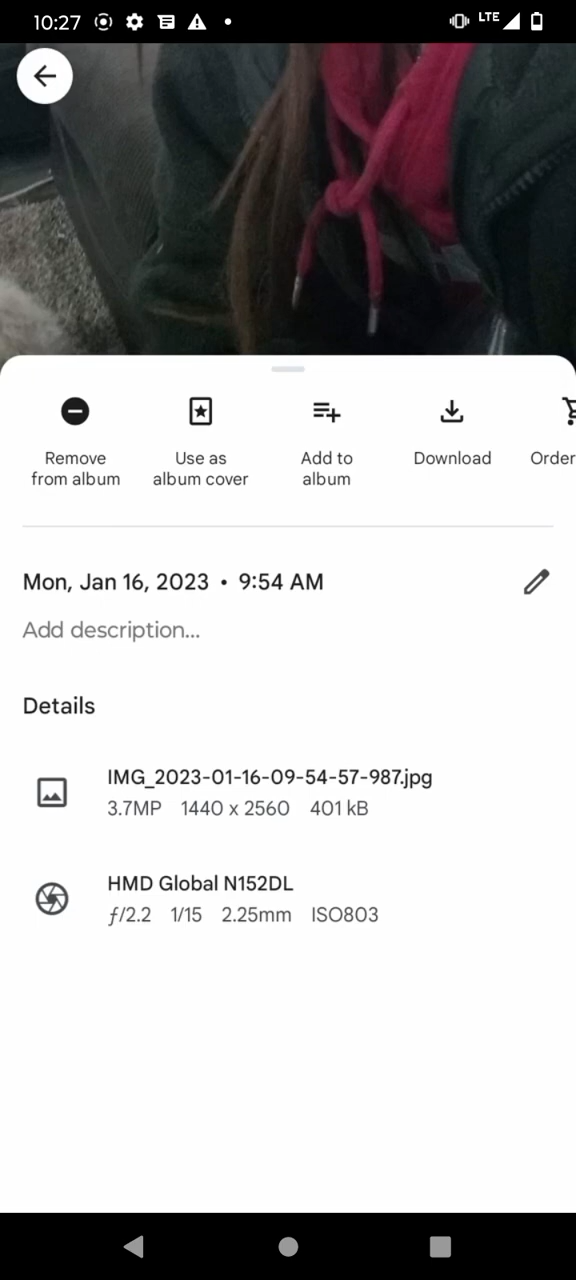 10:27 LTE
Remove from album
Use as album cover
Add to album
Download
Order
Mon, Jan 16, 2023 • 9:54 AM
Add description...
Details
IMG_2023-01-16-09-54-57-987.jpg
3.7MP 1440 x 2560 401 kB
HMD Global N152DL
ƒ/2.2 1/15 2.25mm ISO803